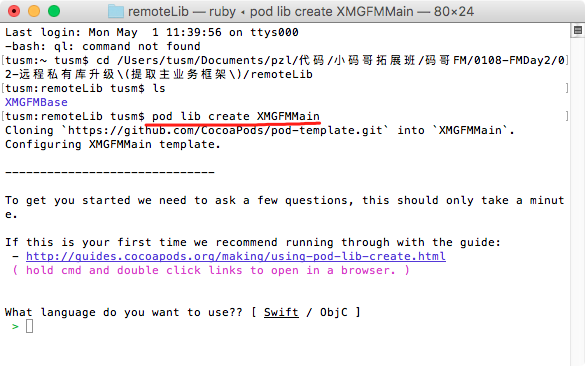 remoteLib — ruby ◂ pod lib create XMGFMMain — 80×24
Last login: Mon May  1 11:39:56 on ttys000
-bash: ql: command not found
[tusm:~ tusm$ cd /Users/tusm/Documents/pzl/代码/小码哥拓展班/码哥FM/0108-FMDay2/0]
2-远程私有库升级\(提取主业务框架\)/remoteLib
[tusm:remoteLib tusm$ ls]
XMGFMBase
[tusm:remoteLib tusm$ pod lib create XMGFMMain]
Cloning `https://github.com/CocoaPods/pod-template.git` into `XMGFMMain`.
Configuring XMGFMMain template.
------------------------------
To get you started we need to ask a few questions, this should only take a minut
e.
If this is your first time we recommend running through with the guide:
 - http://guides.cocoapods.org/making/using-pod-lib-create.html
 ( hold cmd and double click links to open in a browser. )
What language do you want to use?? [ Swift / ObjC ]
 >